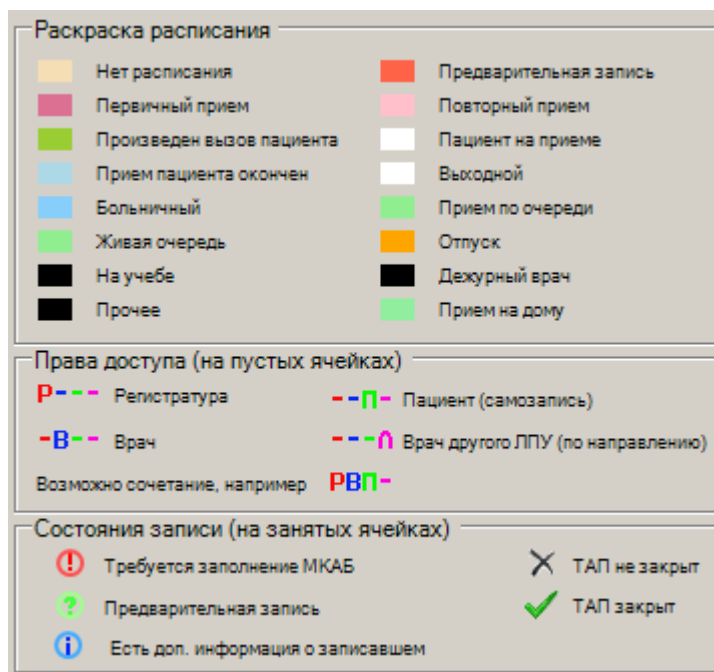 Раскраска расписания
Нет расписания Предварительная запись
Первичный прием Повторный прием
Произведен вызов пациента Пациент на приеме
Прием пациента окончен Выходной
Больничный Прием по очереди
Живая очередь Отпуск
На учебе Дежурный врач
Прочее Прием на дому
Права доступа (на пустых ячейках)
Р--- Регистратура --П- Пациент (самозапись)
-В-- Врач ---Л Врач другого ЛПУ (по направлению)
Возможно сочетание, например РВП-
Состояния записи (на занятых ячейках)
! Требуется заполнение МКАБ ТАП не закрыт
? Предварительная запись ТАП закрыт
i Есть доп. информация о записавшем